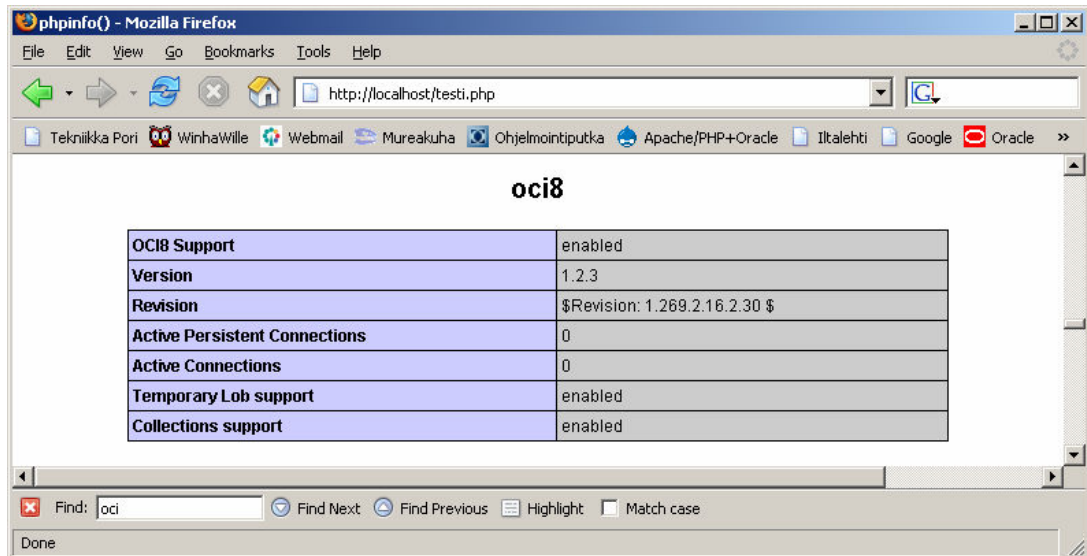 phpinfo() - Mozilla Firefox
File Edit View Go Bookmarks Tools Help
http://localhost/testi.php
G
Tekniikka Pori WinhaWille Webmail Mureakuha Ohjelmointiputka Apache/PHP+Oracle Iltalehti Google Oracle »
oci8
OCI8 Support enabled
Version 1.2.3
Revision $Revision: 1.269.2.16.2.30 $
Active Persistent Connections 0
Active Connections 0
Temporary Lob support enabled
Collections support enabled
Find: oci Find Next Find Previous Highlight Match case
Done